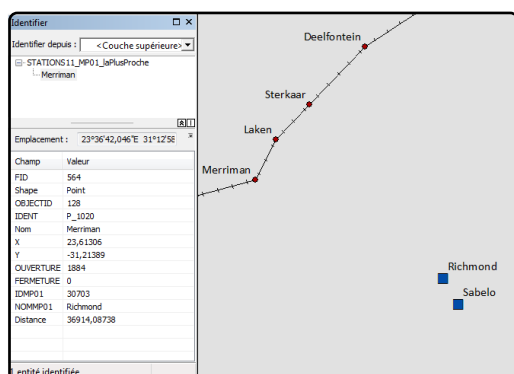 Identifier
Identifier depuis : <Couche supérieure>
STATIONS11_MP01_laPlusProche
Merriman
Emplacement : 23°36'42,046"E 31°12'58
Champ Valeur
FID 564
Shape Point
OBJECTID 128
IDENT P_1020
Nom Merriman
X 23,61306
Y -31,21389
OUVERTURE 1884
FERMETURE 0
IDMP01 30703
NOMMP01 Richmond
Distance 36914,08738
entité identifiée
Deelfontein
Sterkaar
Laken
Merriman
Richmond
Sabelo